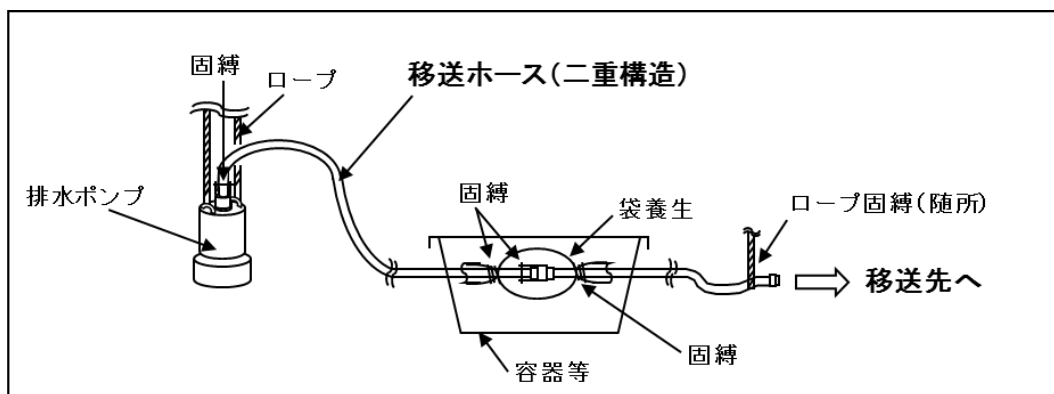 固縛
ロープ
移送ホース(二重構造)
排水ポンプ
固縛
袋養生
ロープ固縛(随所)
移送先へ
固縛
容器等